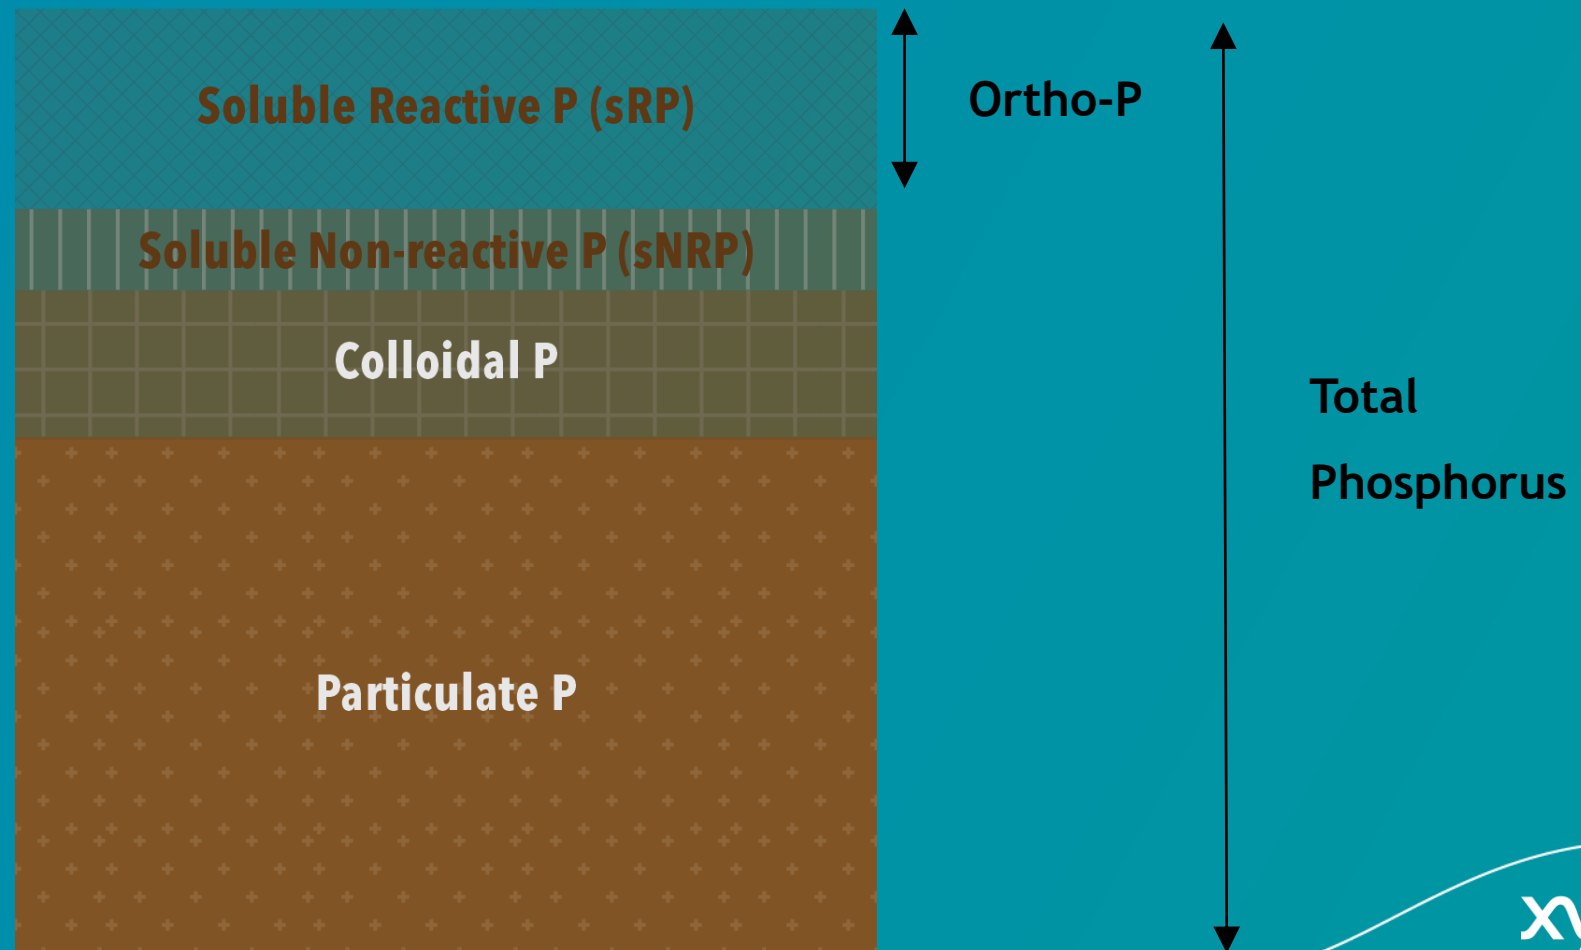 Soluble Reactive P (sRP)
Ortho-P
Soluble Non-reactive P (sNRP)
Colloidal P
Total
Phosphorus
Particulate P